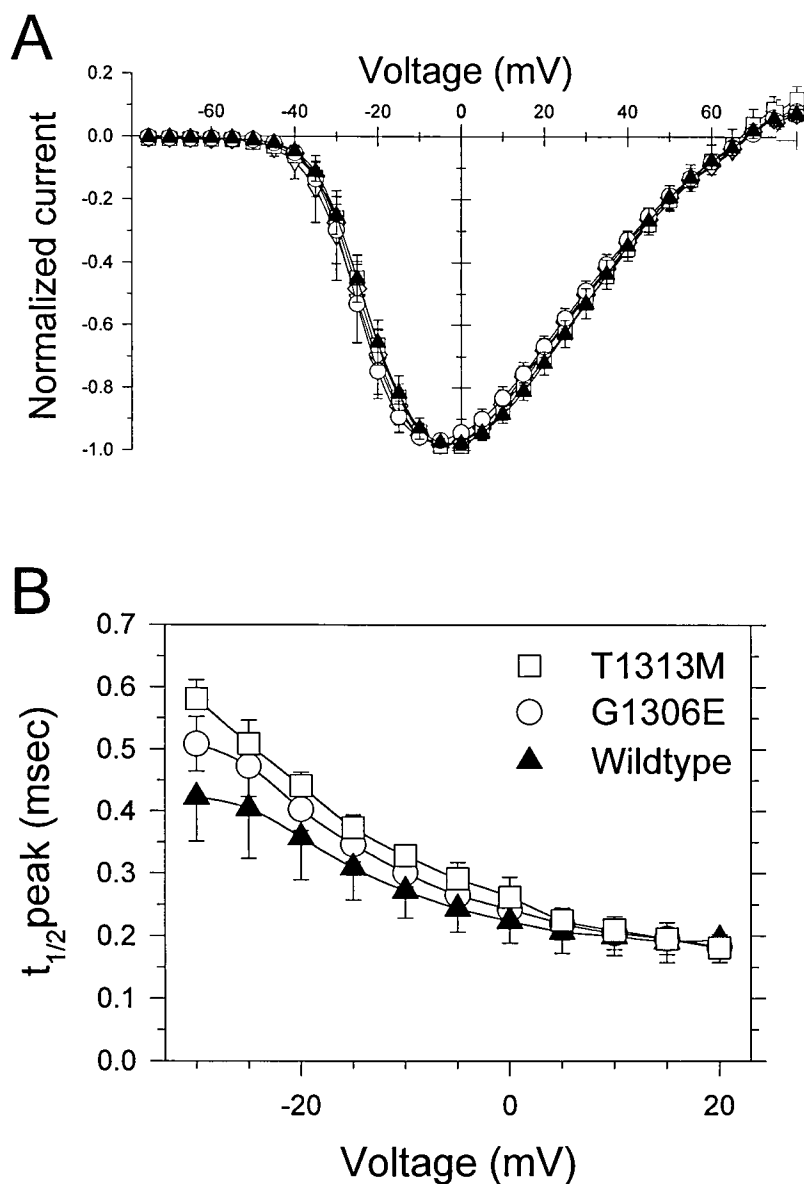 A
Voltage (mV)
-60 -40 -20 0 20 40 60
0.2
0.0
-0.2
-0.4
-0.6
-0.8
-1.0
Normalized current
B
0.7
0.6
0.5
0.4
0.3
0.2
0.1
0.0
t1/2peak (msec)
T1313M
G1306E
Wildtype
-20 0 20
Voltage (mV)